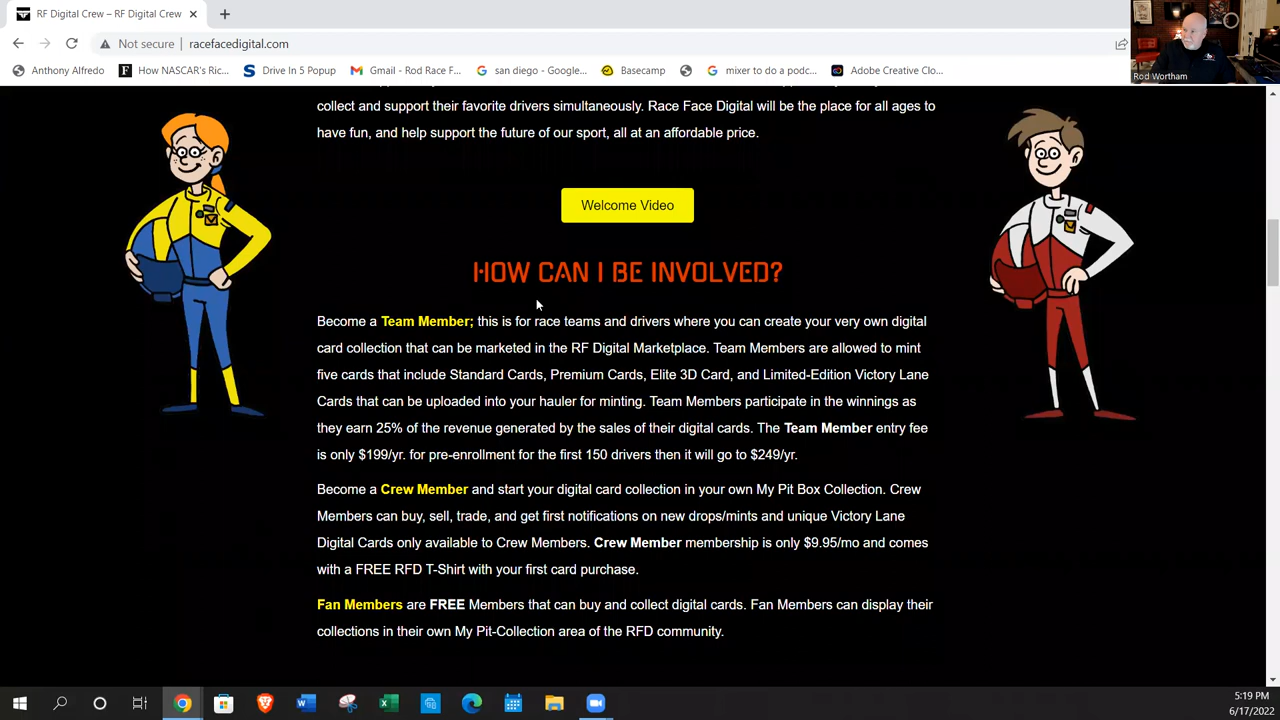 RF Digital Crew – RF Digital Crew
Not secure
racefacedigital.com
Anthony Alfredo
How NASCAR's Ric...
Drive In 5 Popup
Gmail - Rod Race F...
san diego - Google...
Basecamp
mixer to do a podc...
Adobe Creative Clo...
Rod Wortham
collect and support their favorite drivers simultaneously. Race Face Digital will be the place for all ages to
have fun, and help support the future of our sport, all at an affordable price.
Welcome Video
HOW CAN I BE INVOLVED?
Become a Team Member; this is for race teams and drivers where you can create your very own digital
card collection that can be marketed in the RF Digital Marketplace. Team Members are allowed to mint
five cards that include Standard Cards, Premium Cards, Elite 3D Card, and Limited-Edition Victory Lane
Cards that can be uploaded into your hauler for minting. Team Members participate in the winnings as
they earn 25% of the revenue generated by the sales of their digital cards. The Team Member entry fee
is only $199/yr. for pre-enrollment for the first 150 drivers then it will go to $249/yr.
Become a Crew Member and start your digital card collection in your own My Pit Box Collection. Crew
Members can buy, sell, trade, and get first notifications on new drops/mints and unique Victory Lane
Digital Cards only available to Crew Members. Crew Member membership is only $9.95/mo and comes
with a FREE RFD T-Shirt with your first card purchase.
Fan Members are FREE Members that can buy and collect digital cards. Fan Members can display their
collections in their own My Pit-Collection area of the RFD community.
5:19 PM
6/17/2022